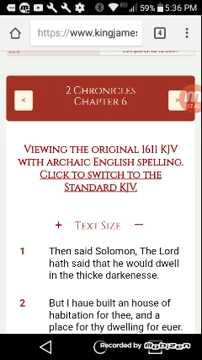 59% 5:36 PM
https://www.kingjames
4
2 Chronicles
Chapter 6
<
>
Viewing the original 1611 KJV
with archaic English spelling.
Click to switch to the
Standard KJV.
+ Text Size −
1 Then said Solomon, The Lord
hath said that he would dwell
in the thicke darkenesse.
2 But I haue built an house of
habitation for thee, and a
place for thy dwelling for euer.
Recorded by